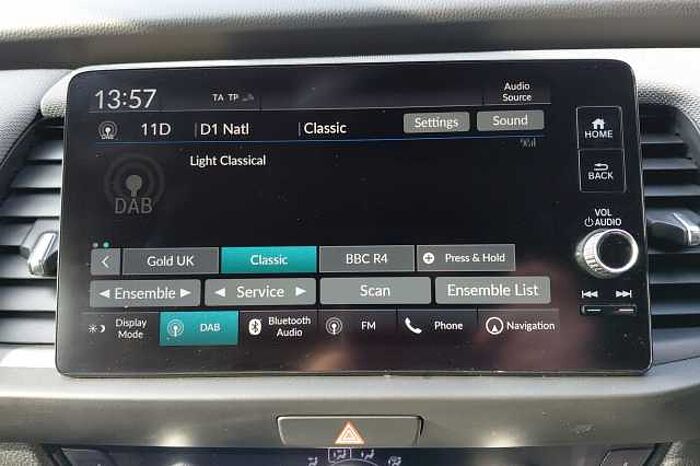 13:57 TA TP Audio Source
DAB 11D D1 Natl Classic Settings Sound
HOME
Light Classical
BACK
DAB
VOL
AUDIO
Gold UK Classic BBC R4 Press & Hold
Ensemble Service Scan Ensemble List
Display Mode DAB Bluetooth Audio FM Phone Navigation